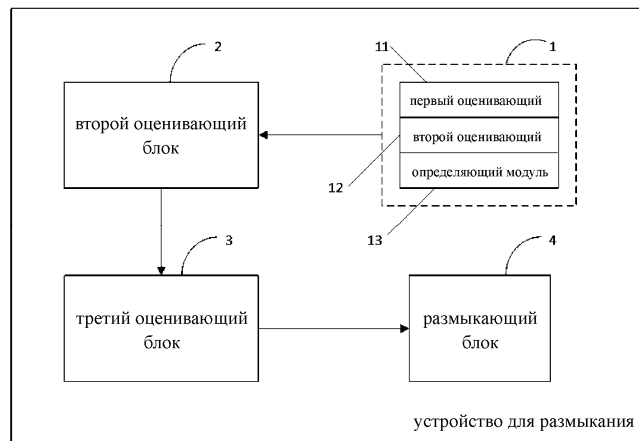 2
11
1
второй оценивающий
блок
первый оценивающий
второй оценивающий
определяющий модуль
12
13
3
4
третий оценивающий
блок
размыкающий
блок
устройство для размыкания